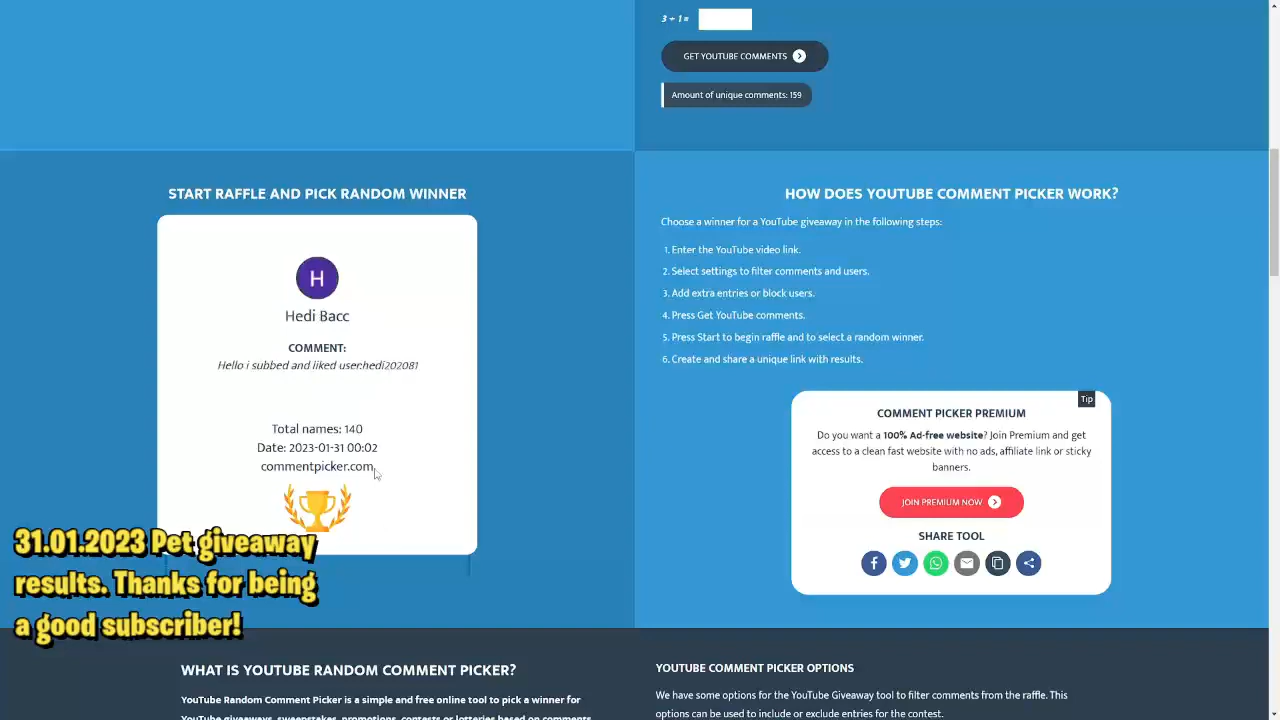 3 + 1 =
GET YOUTUBE COMMENTS
Amount of unique comments: 159
START RAFFLE AND PICK RANDOM WINNER
H
Hedi Bacc
COMMENT:
Hello i subbed and liked user:hedi202081
Total names: 140
Date: 2023-01-31 00:02
commentpicker.com
31.01.2023 Pet giveaway
results. Thanks for being
a good subscriber!
HOW DOES YOUTUBE COMMENT PICKER WORK?
Choose a winner for a YouTube giveaway in the following steps:
1. Enter the YouTube video link.
2. Select settings to filter comments and users.
3. Add extra entries or block users.
4. Press Get YouTube comments.
5. Press Start to begin raffle and to select a random winner.
6. Create and share a unique link with results.
Tip
COMMENT PICKER PREMIUM
Do you want a 100% Ad-free website? Join Premium and get
access to a clean fast website with no ads, affiliate link or sticky
banners.
JOIN PREMIUM NOW
SHARE TOOL
WHAT IS YOUTUBE RANDOM COMMENT PICKER?
YouTube Random Comment Picker is a simple and free online tool to pick a winner for
YouTube giveaways, sweepstakes, promotions, contests or lotteries based on comments
YOUTUBE COMMENT PICKER OPTIONS
We have some options for the YouTube Giveaway tool to filter comments from the raffle. This
options can be used to include or exclude entries for the contest.